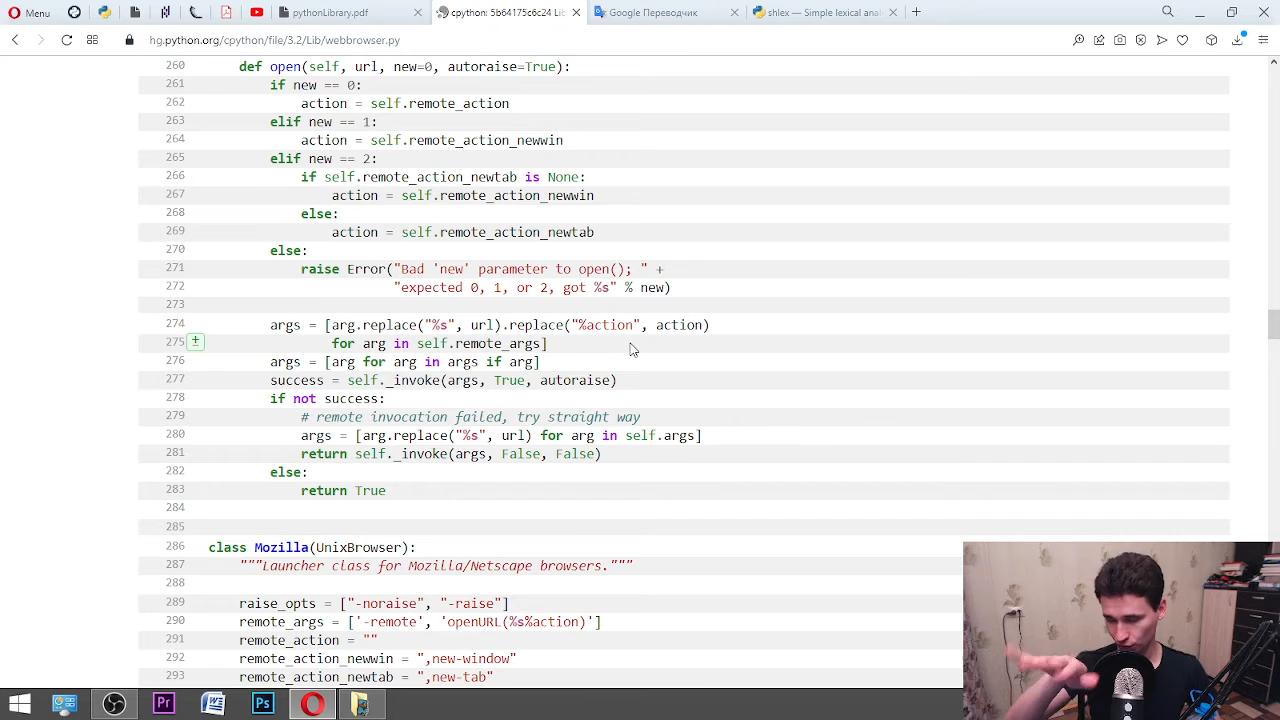 Menu
pythonLibrary.pdf
cpython: 5b64175c6c24 Lib
Google Переводчик
shlex — Simple lexical anal
hg.python.org/cpython/file/3.2/Lib/webbrowser.py
260 def open(self, url, new=0, autoraise=True):
261 if new == 0:
262 action = self.remote_action
263 elif new == 1:
264 action = self.remote_action_newwin
265 elif new == 2:
266 if self.remote_action_newtab is None:
267 action = self.remote_action_newwin
268 else:
269 action = self.remote_action_newtab
270 else:
271 raise Error("Bad 'new' parameter to open(); " +
272 "expected 0, 1, or 2, got %s" % new)
273
274 args = [arg.replace("%s", url).replace("%action", action)
275 for arg in self.remote_args]
276 args = [arg for arg in args if arg]
277 success = self._invoke(args, True, autoraise)
278 if not success:
279 # remote invocation failed, try straight way
280 args = [arg.replace("%s", url) for arg in self.args]
281 return self._invoke(args, False, False)
282 else:
283 return True
284
285
286 class Mozilla(UnixBrowser):
287 """Launcher class for Mozilla/Netscape browsers."""
288
289 raise_opts = ["-noraise", "-raise"]
290 remote_args = ['-remote', 'openURL(%s%action)']
291 remote_action = ""
292 remote_action_newwin = ",new-window"
293 remote_action_newtab = ",new-tab"
Pr
W
Ps